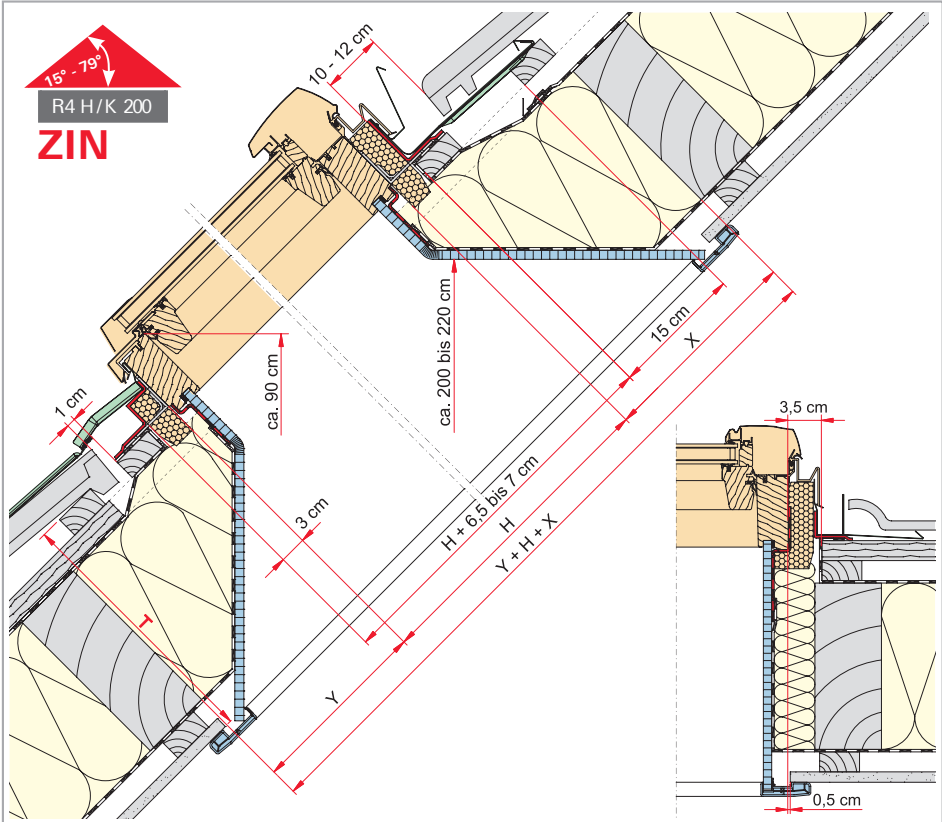 15° - 79°
R4 H/K 200
ZIN
10 - 12 cm
ca. 90 cm
ca. 200 bis 220 cm
15 cm
X
1 cm
3 cm
H + 6,5 bis 7 cm
H
Y + H + X
T
Y
3,5 cm
0,5 cm